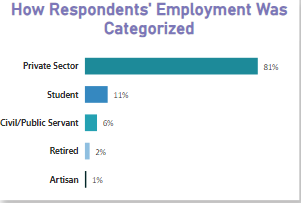 How Respondents' Employment Was
Categorized
Private Sector 81%
Student 11%
Civil/Public Servant 6%
Retired 2%
Artisan 1%